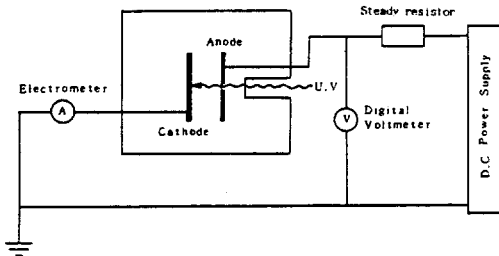 Steady resistor
Anode
Electrometer
U.V
A
Cathode
V
Digital
Voltmeter
D.C Power Supply